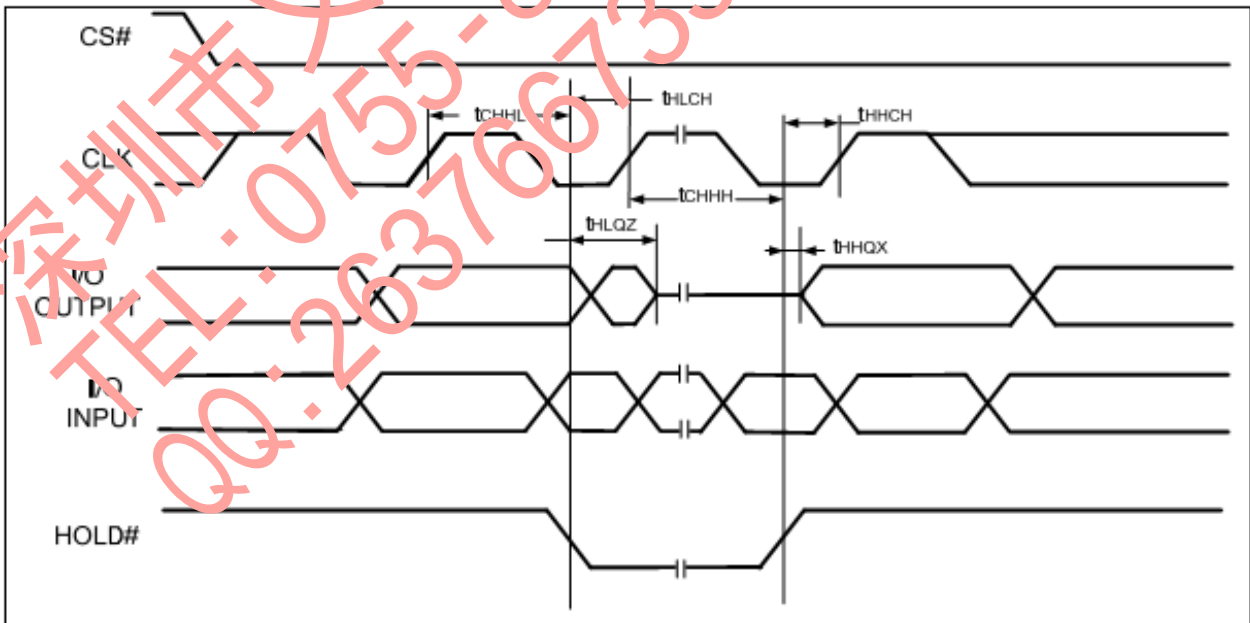 CS#
tHLCH
tCHHL
tHHCH
CLK
tCHHH
tHLQZ
tHHQX
I/O
OUTPUT
I/O
INPUT
HOLD#
深圳市
TEL:0755-
QQ:263766735